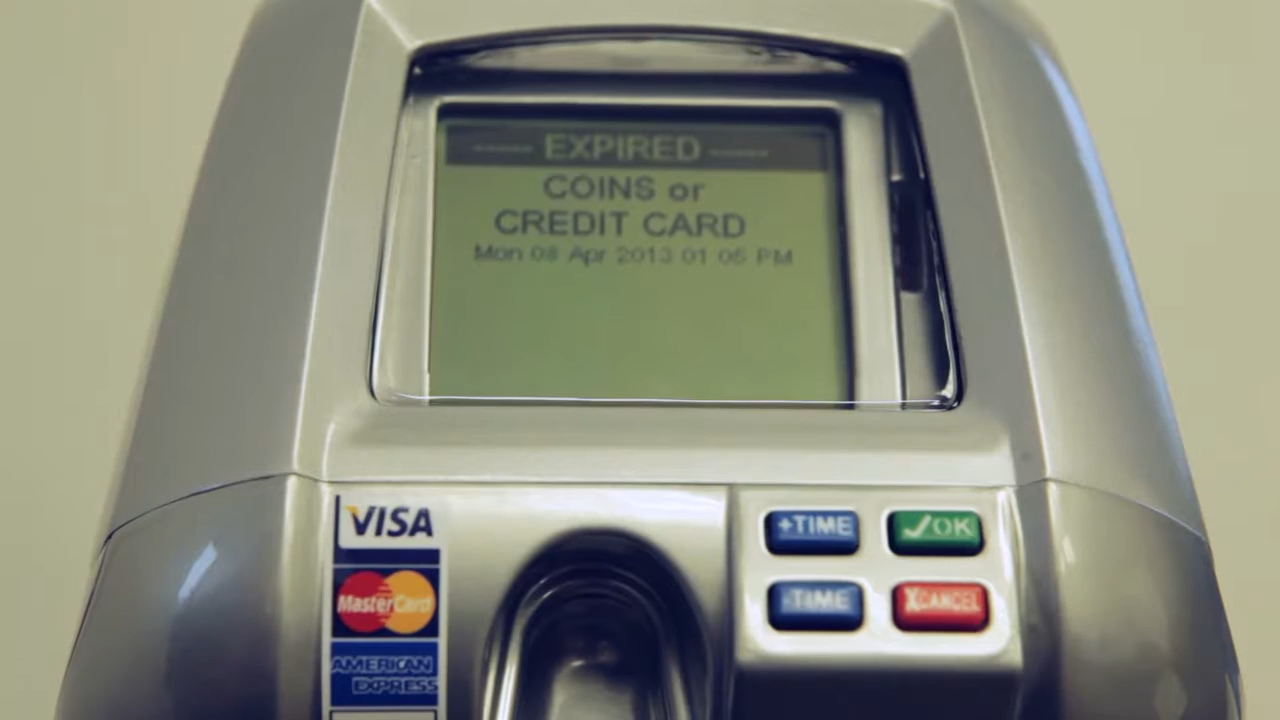 ----- EXPIRED -----
COINS or
CREDIT CARD
Mon 08 Apr 2013 01 05 PM
VISA
MasterCard
AMERICAN
EXPRESS
+TIME
✓OK
-TIME
XCANCEL